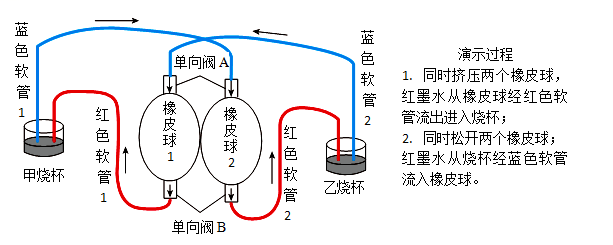 蓝色软管1
单向阀A
蓝色软管2
橡皮球1
橡皮球2
红色软管1
红色软管2
甲烧杯
乙烧杯
单向阀B
演示过程
1. 同时挤压两个橡皮球，
红墨水从橡皮球经红色软
管流出进入烧杯；
2. 同时松开两个橡皮球；
红墨水从烧杯经蓝色软管
流入橡皮球。